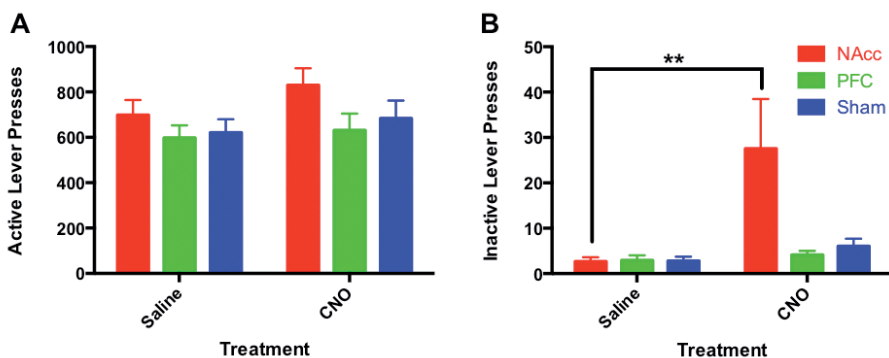 A
Active Lever Presses
1000
800
600
400
200
0
Saline
CNO
Treatment
B
Inactive Lever Presses
50
40
30
20
10
0
**
NAcc
PFC
Sham
Saline
CNO
Treatment